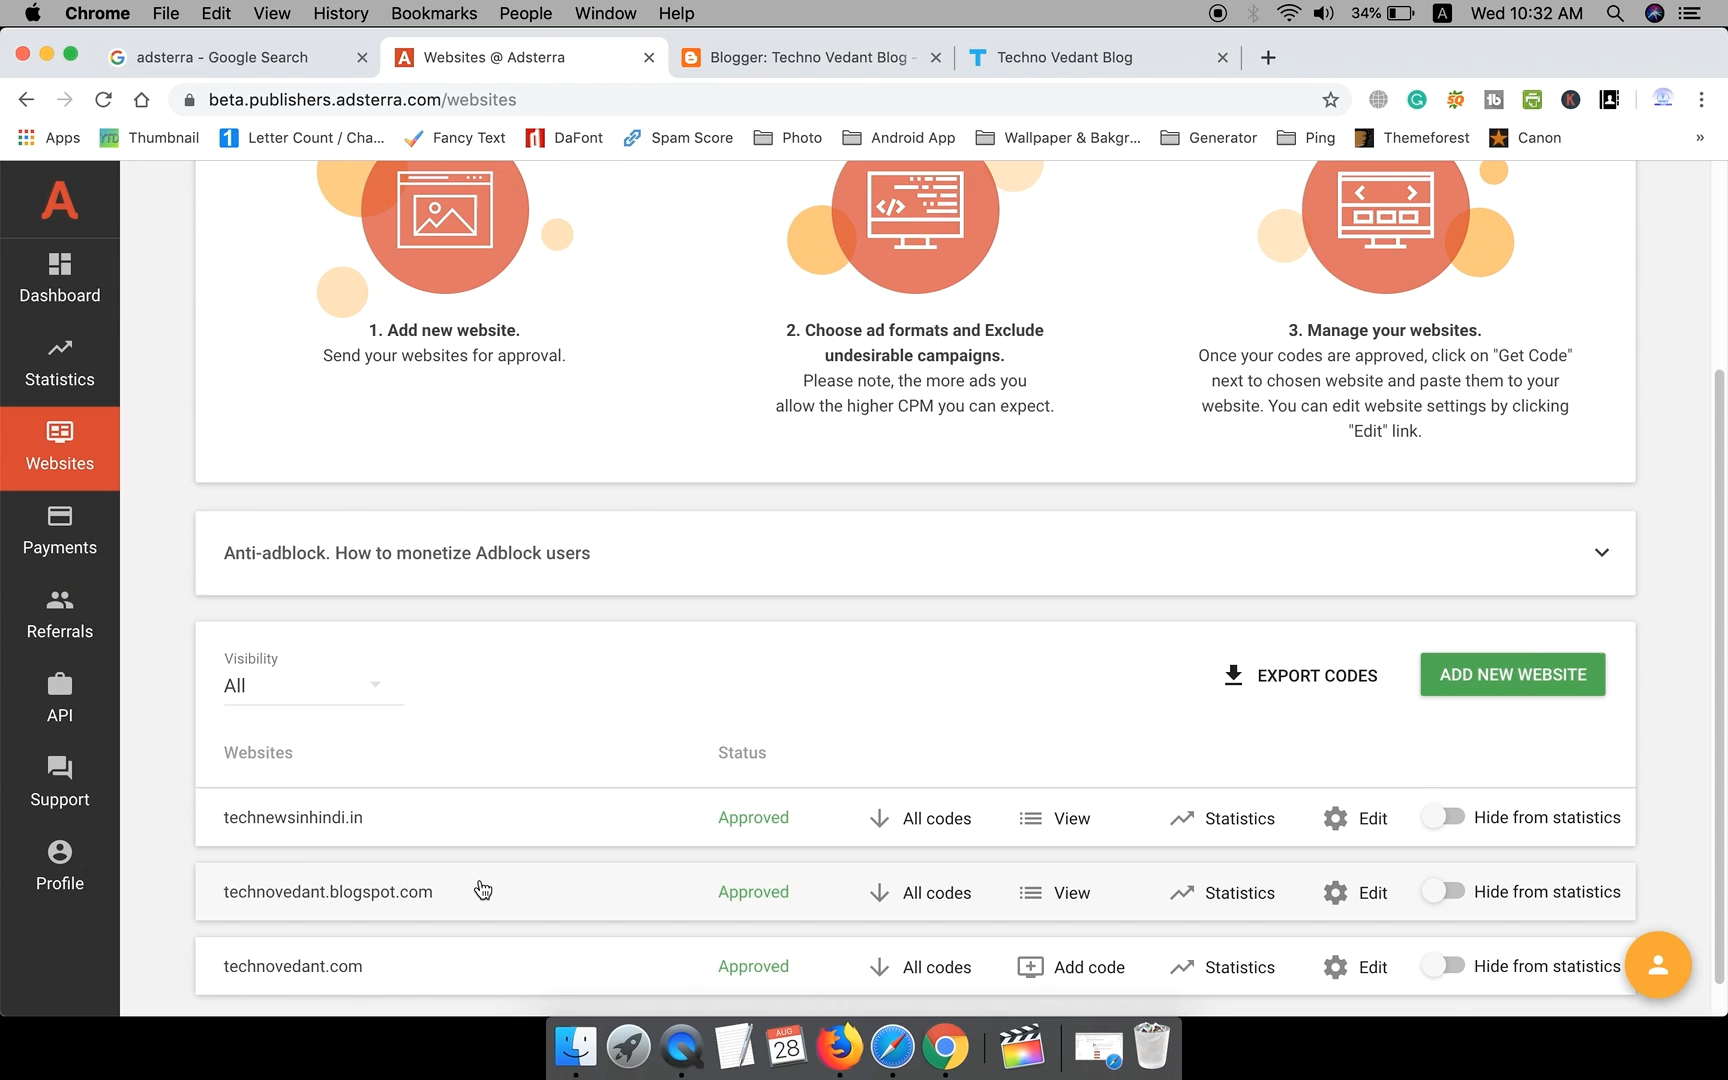 Chrome File Edit View History Bookmarks People Window Help 34% A Wed 10:32 AM
adsterra - Google Search Websites @ Adsterra Blogger: Techno Vedant Blog - Techno Vedant Blog
beta.publishers.adsterra.com/websites
Apps Thumbnail Letter Count / Cha... Fancy Text DaFont Spam Score Photo Android App Wallpaper & Bakgr... Generator Ping Themeforest Canon »
A
Dashboard
Statistics
Websites
Payments
Referrals
API
Support
Profile
1. Add new website.
Send your websites for approval.
2. Choose ad formats and Exclude
undesirable campaigns.
Please note, the more ads you
allow the higher CPM you can expect.
3. Manage your websites.
Once your codes are approved, click on "Get Code"
next to chosen website and paste them to your
website. You can edit website settings by clicking
"Edit" link.
Anti-adblock. How to monetize Adblock users
Visibility
All
EXPORT CODES ADD NEW WEBSITE
Websites Status
technewsinhindi.in Approved All codes View Statistics Edit Hide from statistics
technovedant.blogspot.com Approved All codes View Statistics Edit Hide from statistics
technovedant.com Approved All codes Add code Statistics Edit Hide from statistics
AUG
28